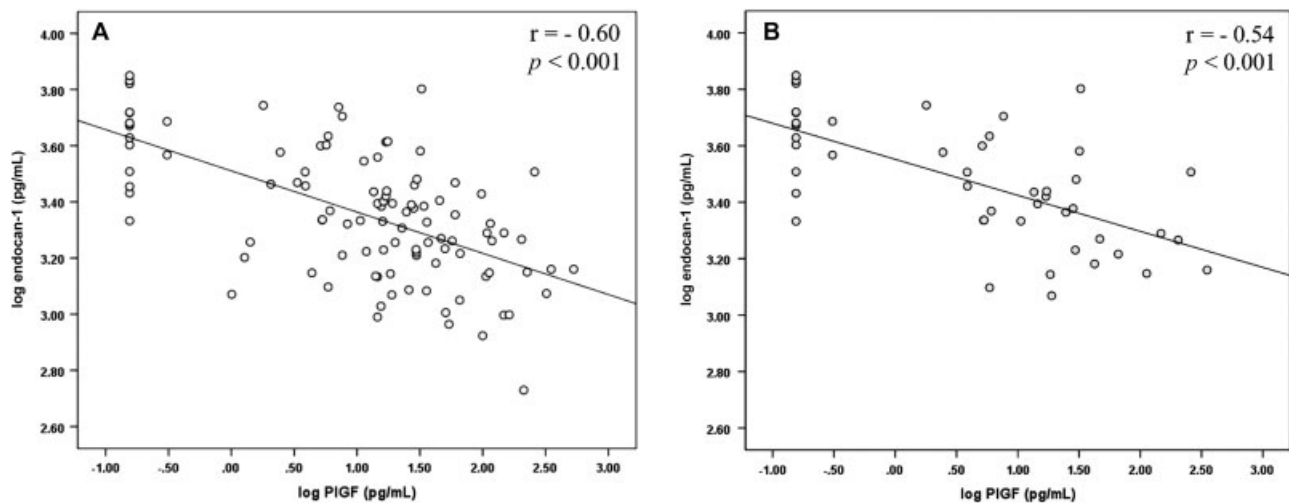 A
r = - 0.60
p < 0.001
4.00
3.80
3.60
3.40
3.20
3.00
2.80
2.60
log endocan-1 (pg/mL)
-1.00 -.50 .00 .50 1.00 1.50 2.00 2.50 3.00
log PlGF (pg/mL)
B
r = - 0.54
p < 0.001
4.00
3.80
3.60
3.40
3.20
3.00
2.80
2.60
log endocan-1 (pg/mL)
-1.00 -.50 .00 .50 1.00 1.50 2.00 2.50 3.00
log PlGF (pg/mL)